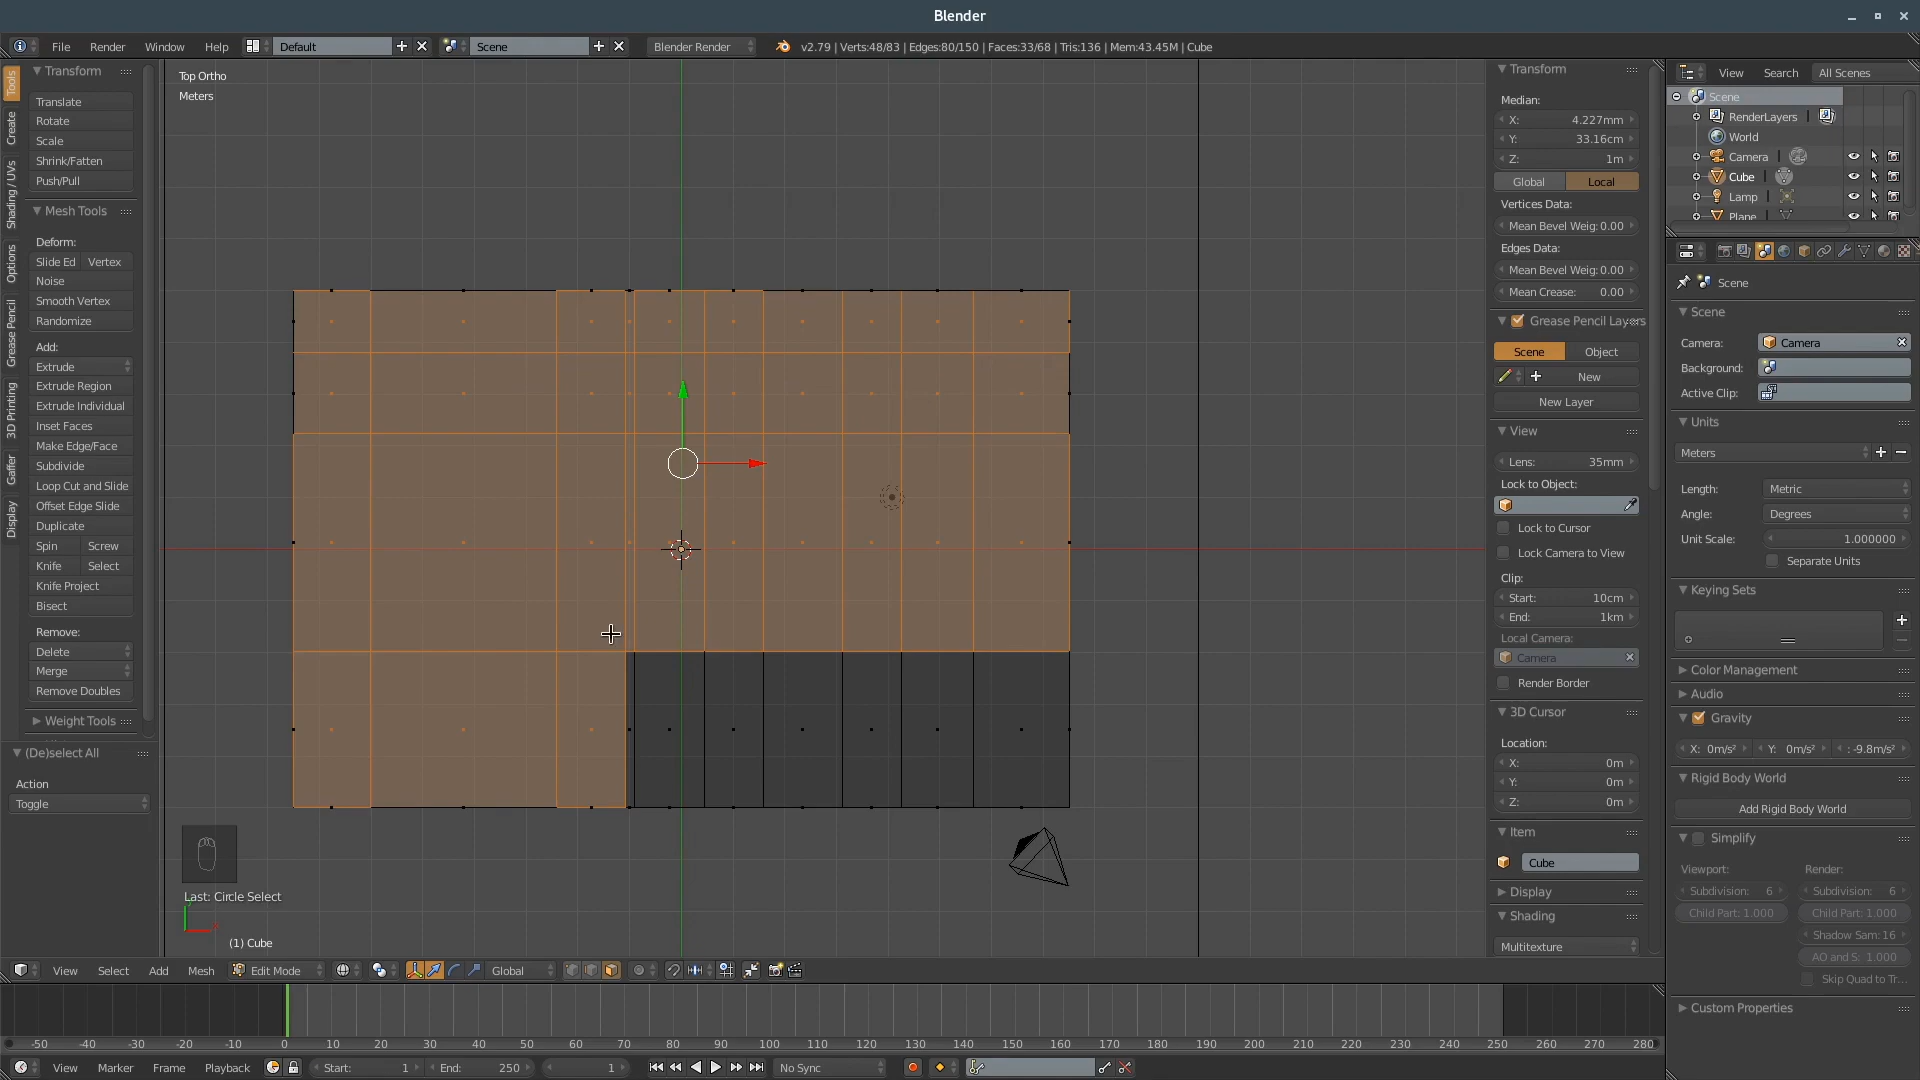 Blender
File Render Window Help Default Scene Blender Render v2.79 | Verts:48/83 | Edges:80/150 | Faces:33/68 | Tris:136 | Mem:43.45M | Cube
Tools
Create
Shading / UVs
Options
Grease Pencil
3D Printing
Gaffer
Display
Transform
Translate
Rotate
Scale
Shrink/Fatten
Push/Pull
Mesh Tools
Deform:
Slide Ed Vertex
Noise
Smooth Vertex
Randomize
Add:
Extrude
Extrude Region
Extrude Individual
Inset Faces
Make Edge/Face
Subdivide
Loop Cut and Slide
Offset Edge Slide
Duplicate
Spin Screw
Knife Select
Knife Project
Bisect
Remove:
Delete
Merge
Remove Doubles
Weight Tools
(De)select All
Action
Toggle
Top Ortho
Meters
Last: Circle Select
(1) Cube
Transform
Median:
X: 4.227mm
Y: 33.16cm
Z: 1m
Global Local
Vertices Data:
Mean Bevel Weig: 0.00
Edges Data:
Mean Bevel Weig: 0.00
Mean Crease: 0.00
Grease Pencil Layers
Scene Object
New
New Layer
View
Lens: 35mm
Lock to Object:
Lock to Cursor
Lock Camera to View
Clip:
Start: 10cm
End: 1km
Local Camera:
Camera
Render Border
3D Cursor
Location:
X: 0m
Y: 0m
Z: 0m
Item
Cube
Display
Shading
Multitexture
View Search All Scenes
Scene
RenderLayers
World
Camera
Cube
Lamp
Plane
Scene
Scene
Camera: Camera
Background:
Active Clip:
Units
Meters
Length: Metric
Angle: Degrees
Unit Scale: 1.000000
Separate Units
Keying Sets
Color Management
Audio
Gravity
X: 0m/s² Y: 0m/s² : -9.8m/s²
Rigid Body World
Add Rigid Body World
Simplify
Viewport: Render:
Subdivision: 6 Subdivision: 6
Child Part: 1.000 Child Part: 1.000
Shadow Sam: 16
AO and S: 1.000
Skip Quad to Tr...
Custom Properties
View Select Add Mesh Edit Mode Global
-50 -40 -30 -20 -10 0 10 20 30 40 50 60 70 80 90 100 110 120 130 140 150 160 170 180 190 200 210 220 230 240 250 260 270 280
View Marker Frame Playback Start: 1 End: 250 1 No Sync